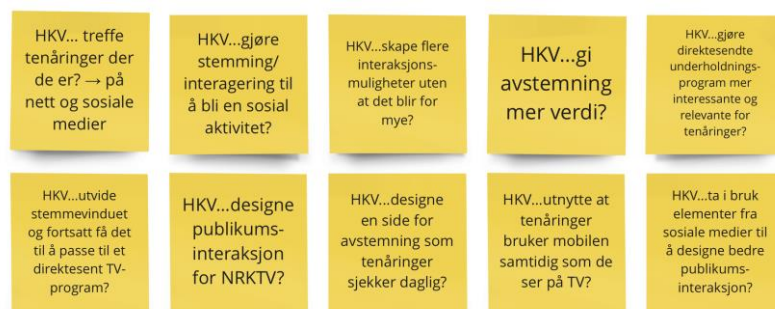 HKV... treffe
tenåringer der
de er? → på
nett og sosiale
medier
HKV...gjøre
stemming/
interagering til
å bli en sosial
aktivitet?
HKV...skape flere
interaksjons-
muligheter uten
at det blir for
mye?
HKV...gi
avstemning
mer verdi?
HKV...gjøre
direktesendte
underholdnings-
program mer
interessante og
relevante for
tenåringer?
HKV...utvide
stemmevinduet
og fortsatt få det
til å passe til et
direktesent TV-
program?
HKV...designe
publikums-
interaksjon
for NRKTV?
HKV...designe
en side for
avstemning som
tenåringer
sjekker daglig?
HKV...utnytte at
tenåringer
bruker mobilen
samtidig som de
ser på TV?
HKV...ta i bruk
elementer fra
sosiale medier til
å designe bedre
publikums-
interaksjon?